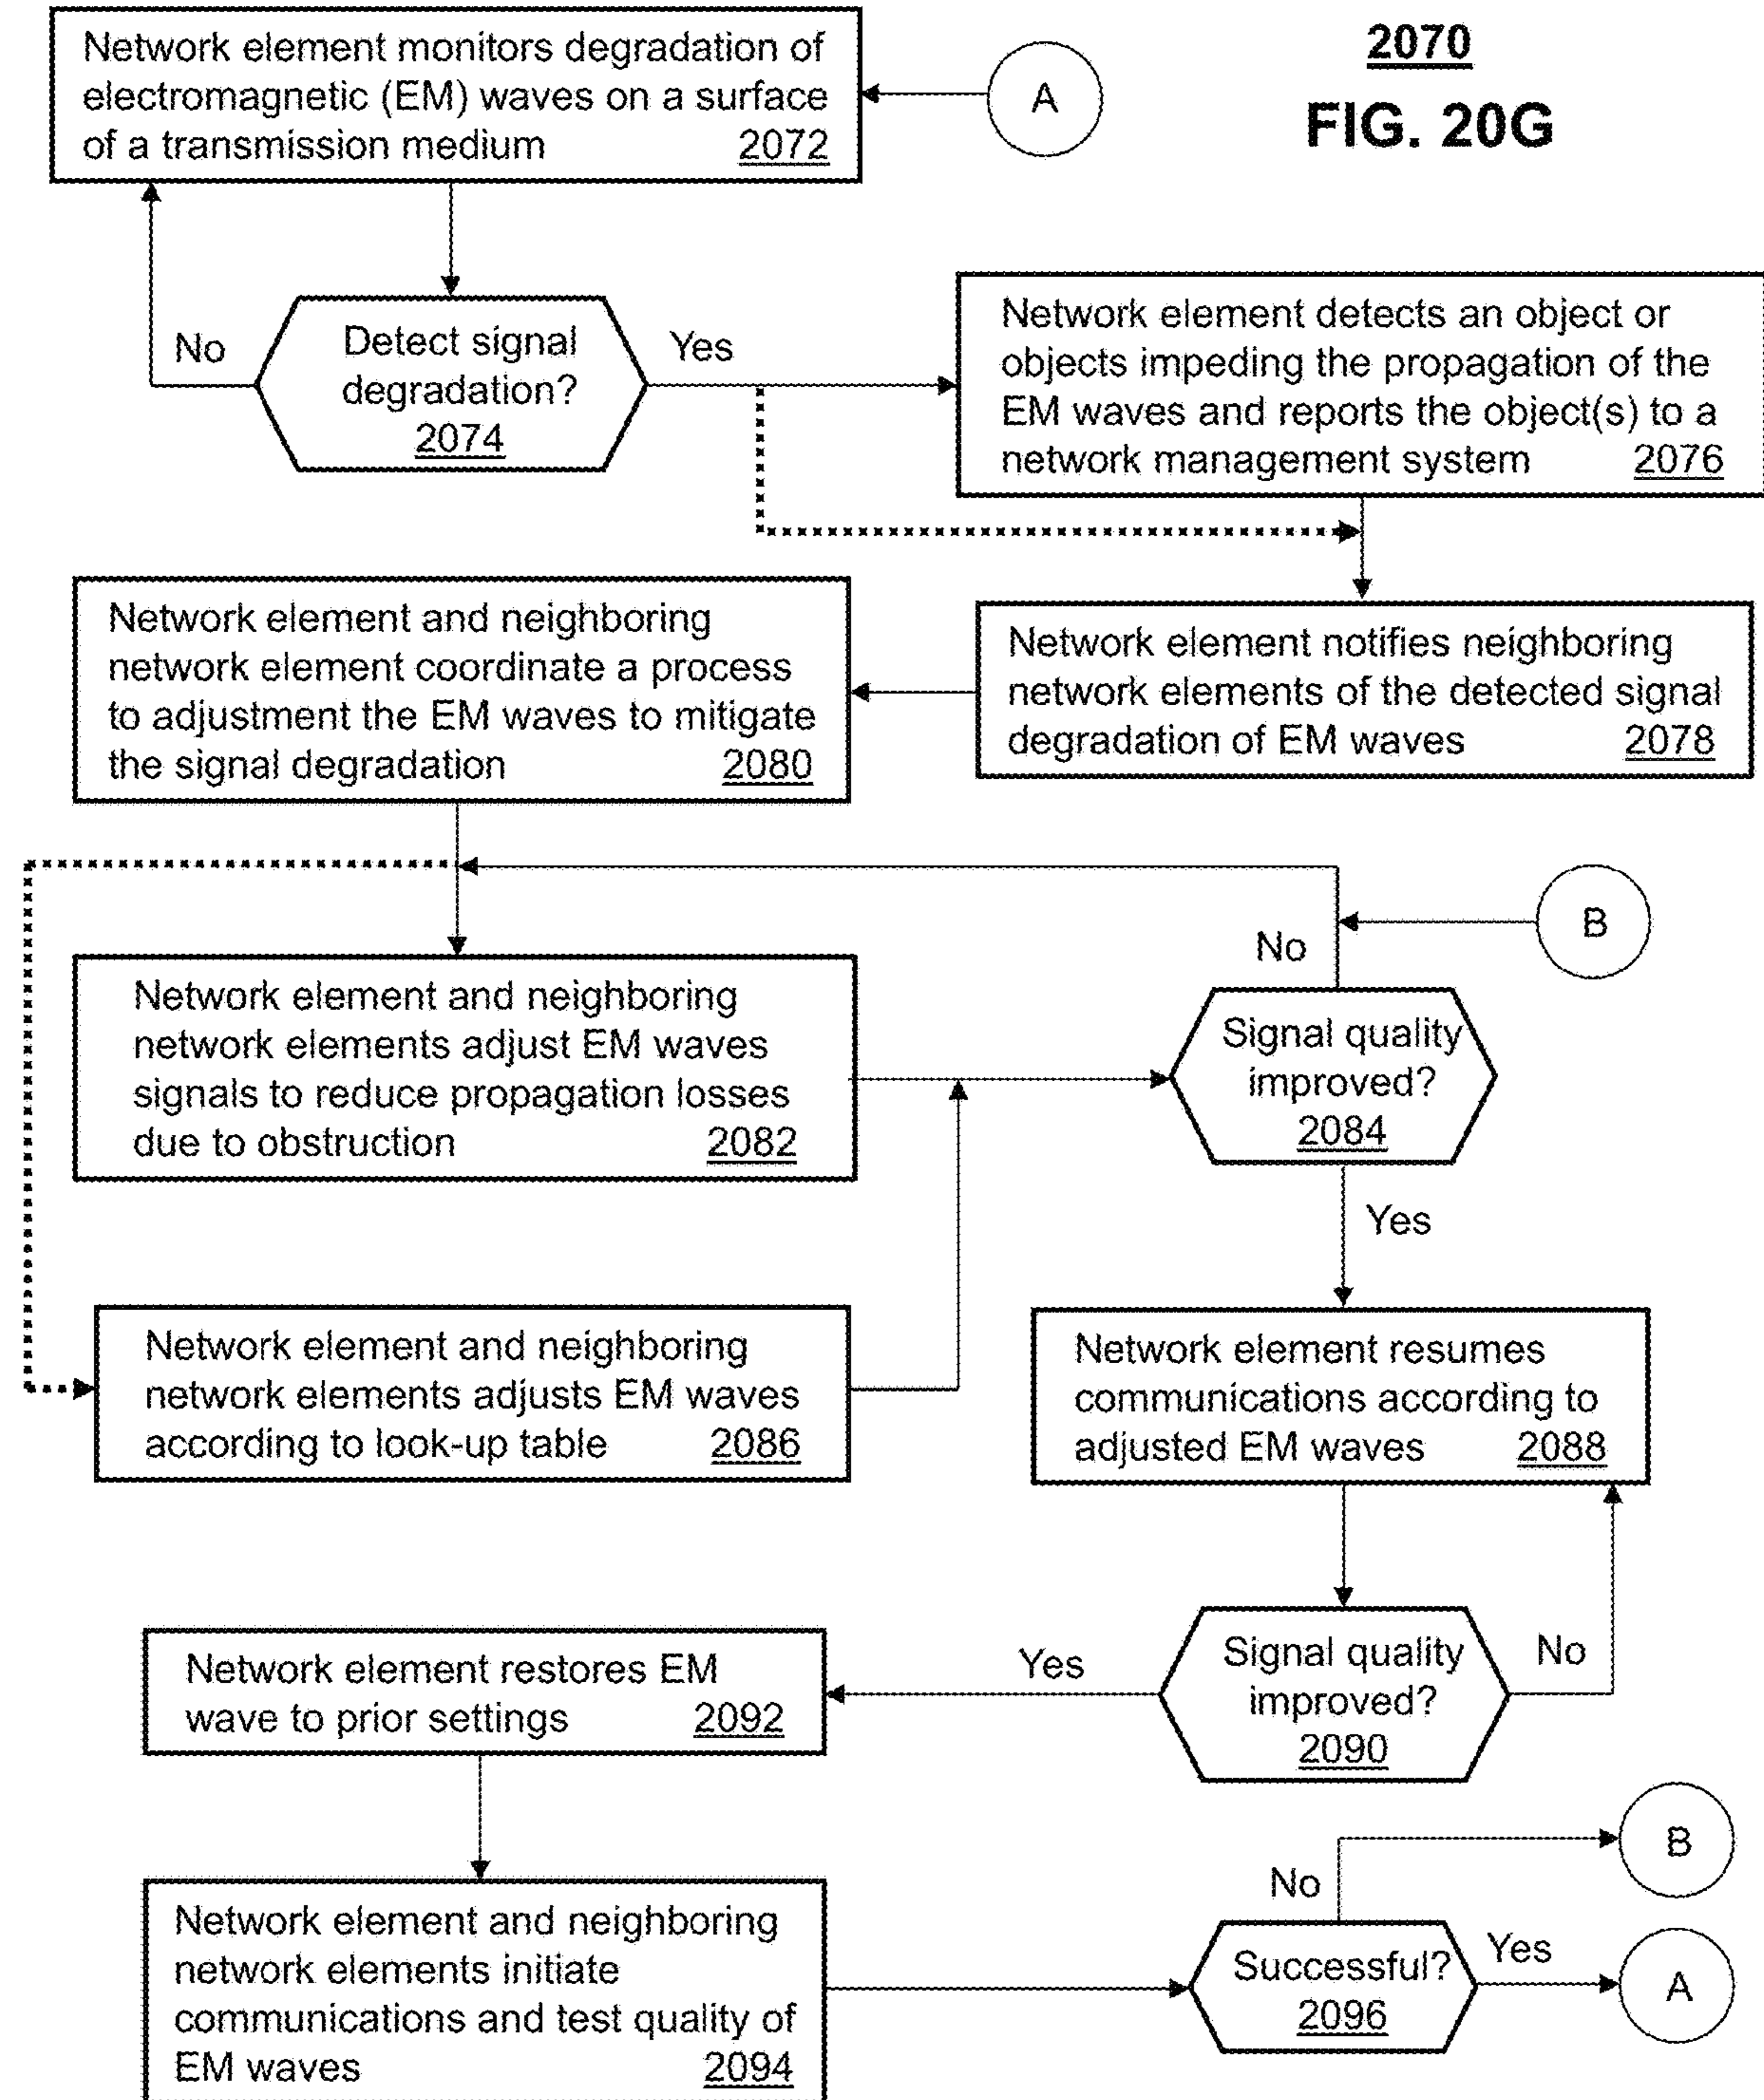 2070
FIG. 20G
Network element monitors degradation of
electromagnetic (EM) waves on a surface
of a transmission medium 2072
A
No
Detect signal
degradation?
2074
Yes
Network element detects an object or
objects impeding the propagation of the
EM waves and reports the object(s) to a
network management system 2076
Network element notifies neighboring
network elements of the detected signal
degradation of EM waves 2078
Network element and neighboring
network element coordinate a process
to adjustment the EM waves to mitigate
the signal degradation 2080
B
No
Network element and neighboring
network elements adjust EM waves
signals to reduce propagation losses
due to obstruction 2082
Signal quality
improved?
2084
Yes
Network element and neighboring
network elements adjusts EM waves
according to look-up table 2086
Network element resumes
communications according to
adjusted EM waves 2088
Signal quality
improved?
2090
No
Yes
Network element restores EM
wave to prior settings 2092
Network element and neighboring
network elements initiate
communications and test quality of
EM waves 2094
Successful?
2096
No
B
Yes
A